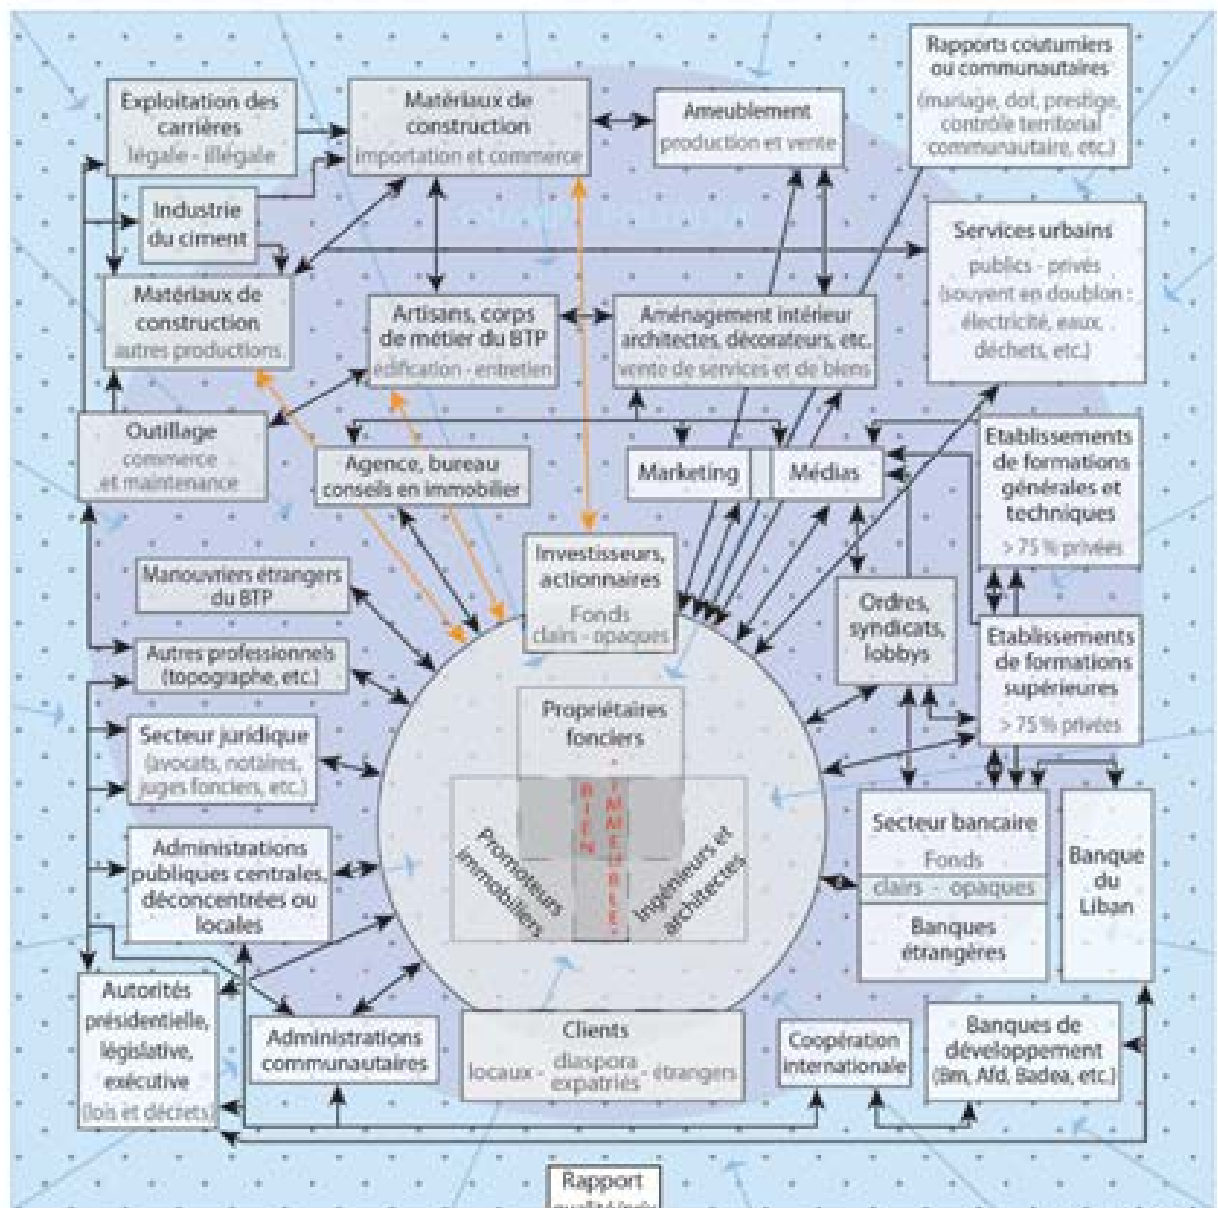 Rapports coutumiers
ou communautaires
(mariage, dot, prestige,
contrôle territorial
communautaire, etc.)
Exploitation des
carrières
légale - illégale
Matériaux de
construction
importation et commerce
Ameublement
production et vente
Industrie
du ciment
Services urbains
publics - privés
(souvent en doublon :
électricité, eaux,
déchets, etc.)
Matériaux de
construction
autres productions
Artisans, corps
de métier du BTP
édification - entretien
Aménagement intérieur
architectes, décorateurs, etc.
vente de services et de biens
Outillage
commerce
et maintenance
Agence, bureau
conseils en immobilier
Marketing
Médias
Etablissements
de formations
générales et
techniques
> 75 % privées
Investisseurs,
actionnaires
Fonds
clairs - opaques
Manouvriers étrangers
du BTP
Ordres,
syndicats,
lobbys
Autres professionnels
(topographe, etc.)
Etablissements
de formations
supérieures
> 75 % privées
Secteur juridique
(avocats, notaires,
juges fonciers, etc.)
Propriétaires
fonciers
BIEN
IMMEUBLE
Promoteurs
immobiliers
Ingénieurs et
architectes
Administrations
publiques centrales,
déconcentrées ou
locales
Secteur bancaire
Fonds
clairs - opaques
Banques
étrangères
Banque
du
Liban
Autorités
présidentielle,
législative,
exécutive
(lois et décrets)
Administrations
communautaires
Clients
locaux - diaspora
expatriés - étrangers
Coopération
internationale
Banques de
développement
(Bm, Afd, Badea, etc.)
Rapport
qualité/prix